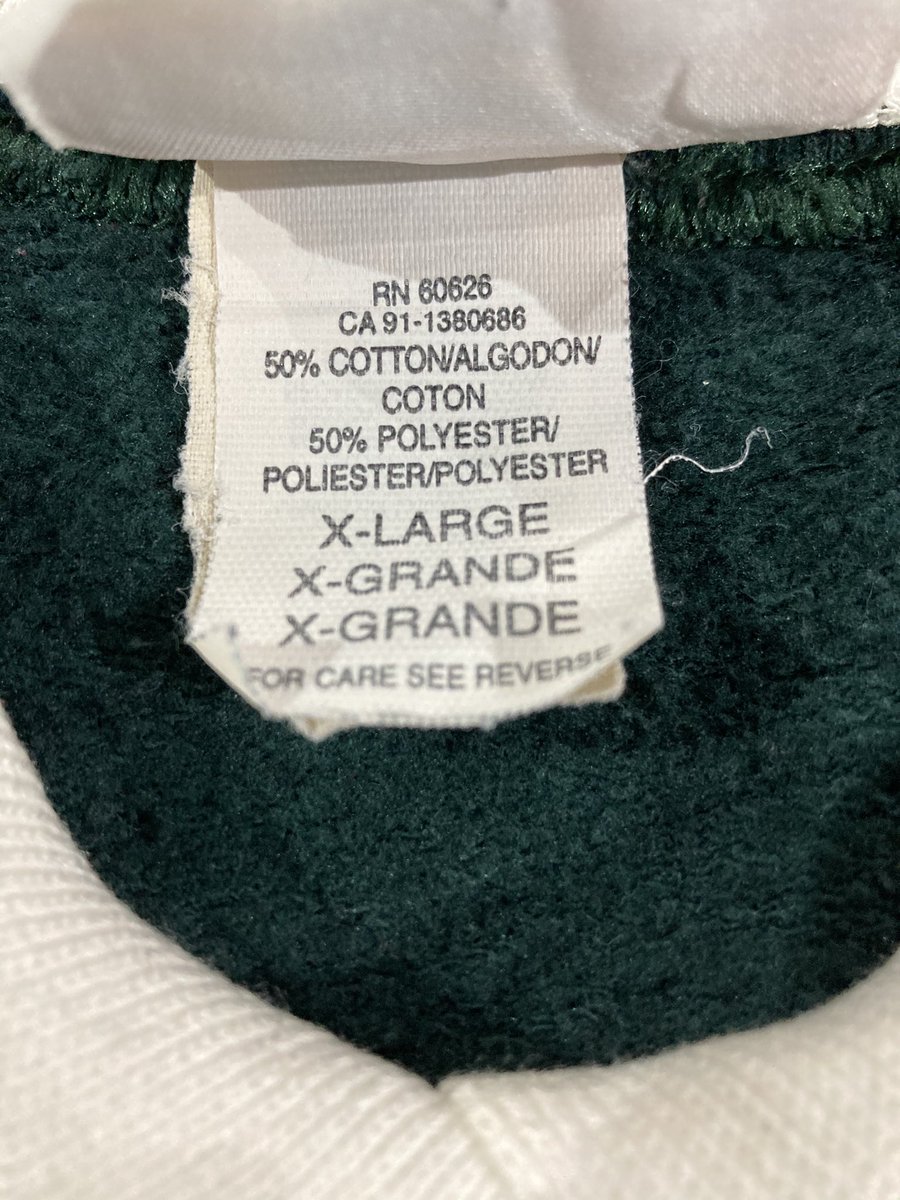 RN 60626
CA 91-1380686
50% COTTON/ALGODON/
COTON
50% POLYESTER/
POLIESTER/POLYESTER
X-LARGE
X-GRANDE
X-GRANDE
FOR CARE SEE REVERSE